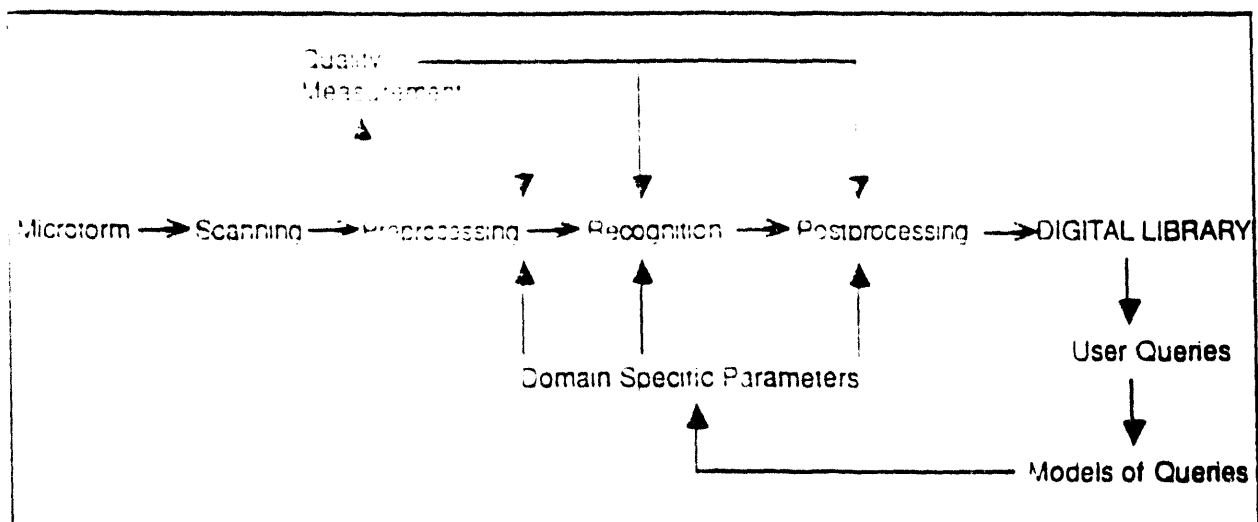 Quality
Measurement
Microform
Scanning
Preprocessing
Recognition
Postprocessing
DIGITAL LIBRARY
User Queries
Domain Specific Parameters
Models of Queries